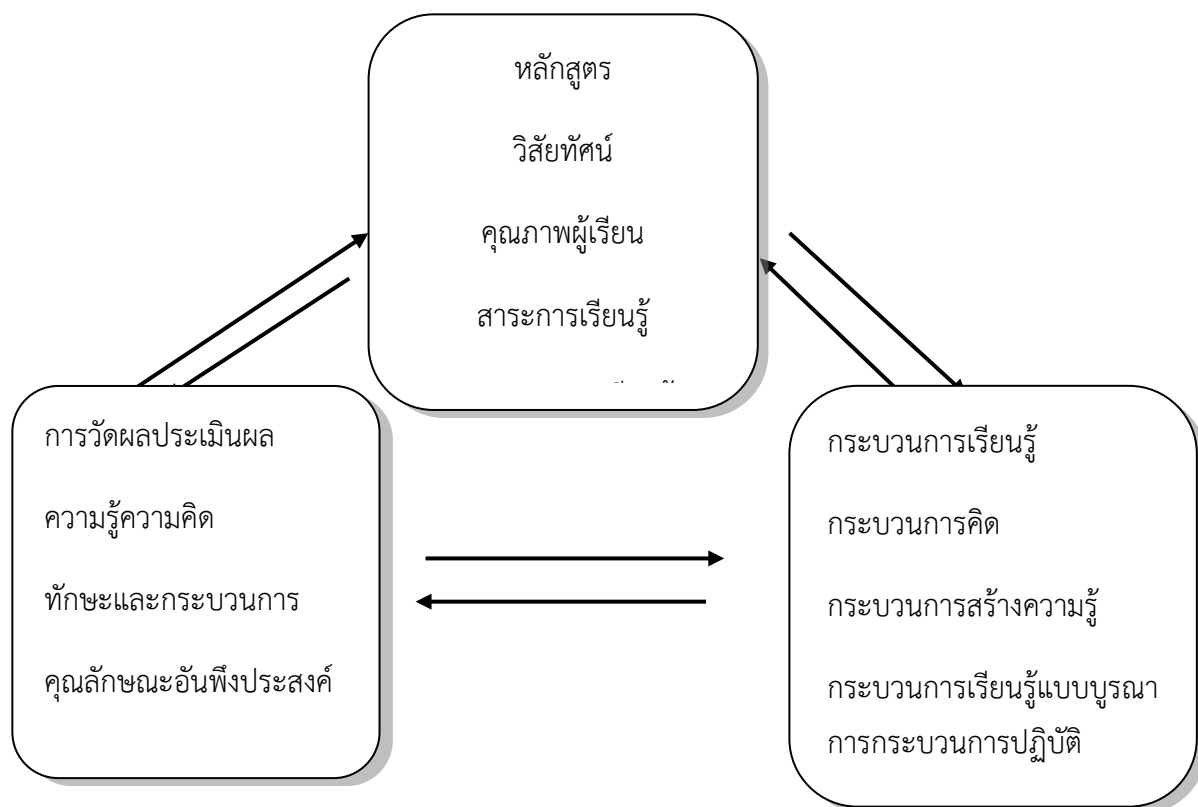 หลักสูตร
วิสัยทัศน์
คุณภาพผู้เรียน
สาระการเรียนรู้
การวัดผลประเมินผล
ความรู้ความคิด
ทักษะและกระบวนการ
คุณลักษณะอันพึงประสงค์
กระบวนการเรียนรู้
กระบวนการคิด
กระบวนการสร้างความรู้
กระบวนการเรียนรู้แบบบูรณา
การกระบวนการปฏิบัติ